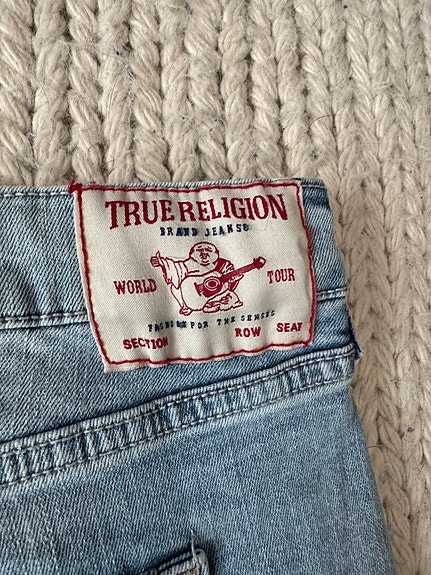 TRUE RELIGION
BRAND JEANS
WORLD TOUR
FOR THE SENSES
SECTION ROW SEAT